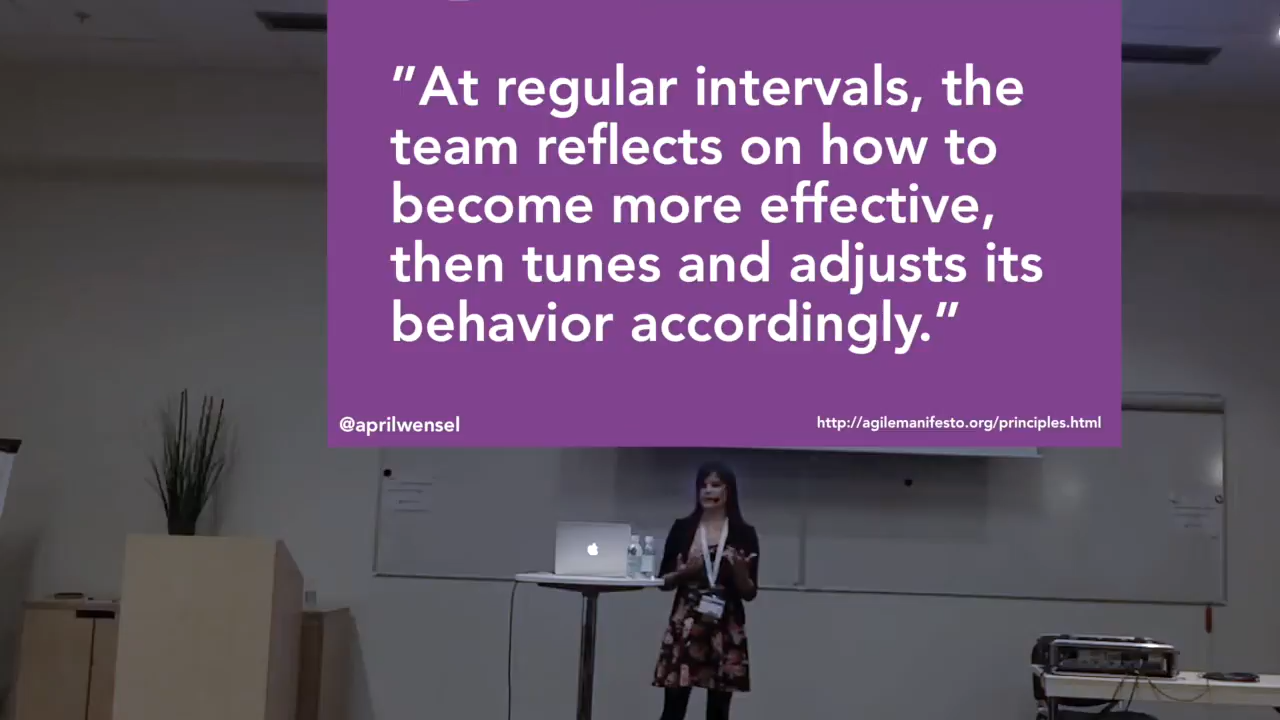 ”At regular intervals, the
team reflects on how to
become more effective,
then tunes and adjusts its
behavior accordingly.”
@aprilwensel
http://agilemanifesto.org/principles.html